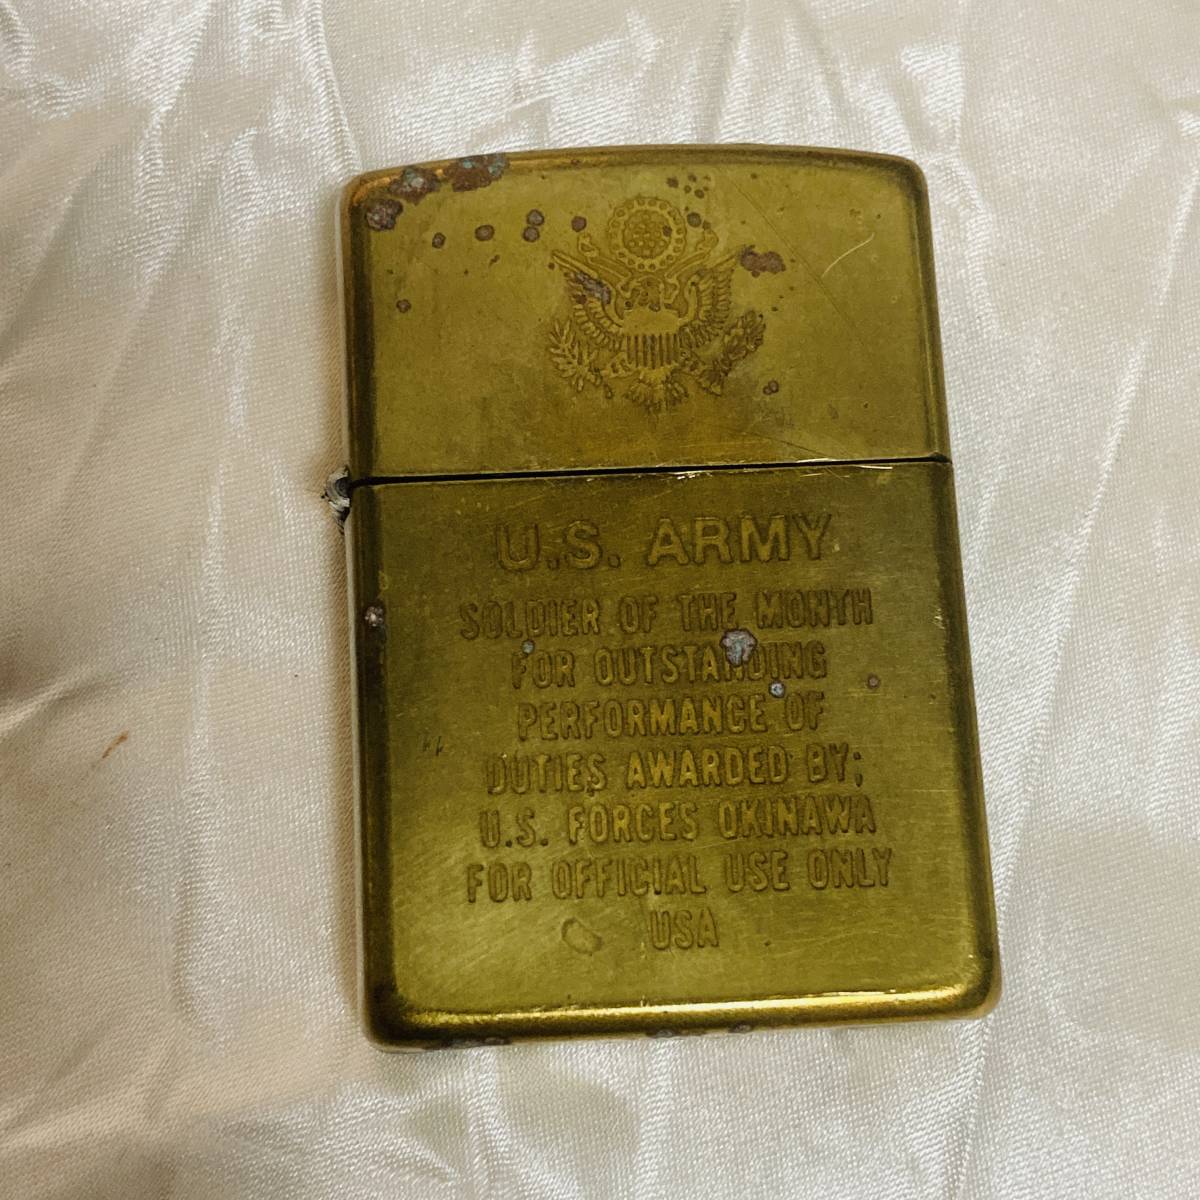 U.S. ARMY
SOLDIER OF THE MONTH
FOR OUTSTANDING
PERFORMANCE OF
DUTIES AWARDED BY;
U.S. FORCES OKINAWA
FOR OFFICIAL USE ONLY
USA